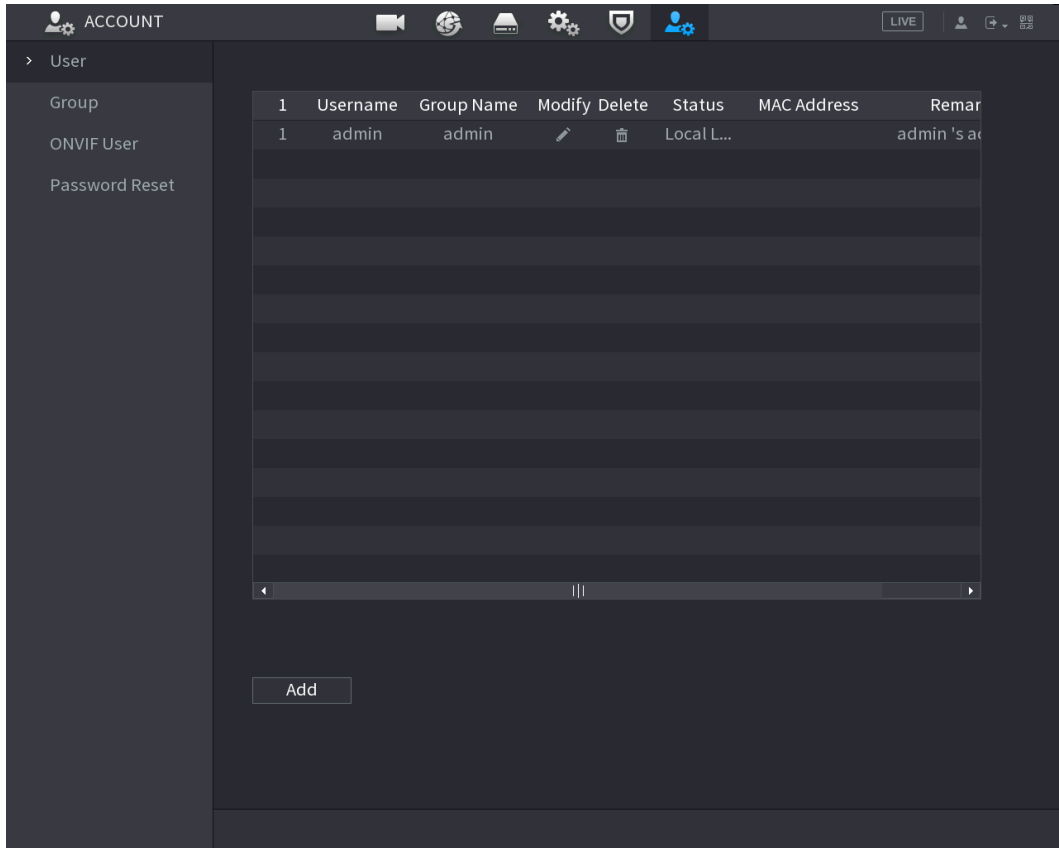 ACCOUNT LIVE
User
Group
ONVIF User
Password Reset
1 Username Group Name Modify Delete Status MAC Address Remar
1 admin admin Local L... admin 's ac
Add